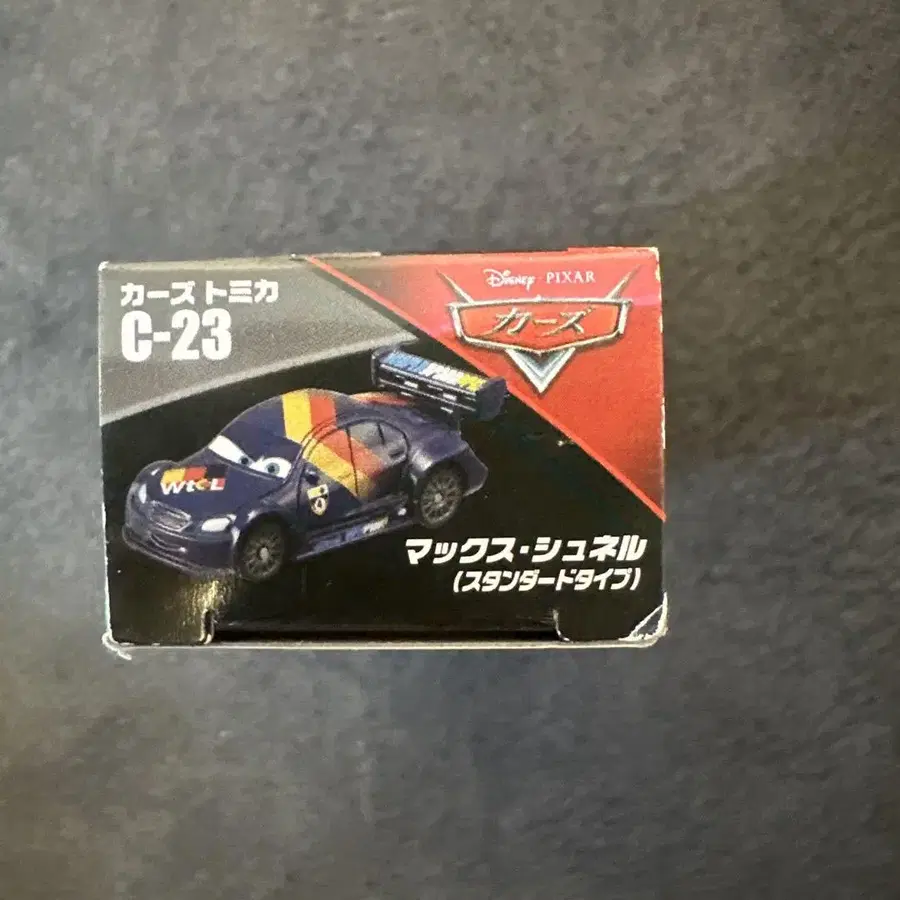 カーズ トミカ
C-23
Disney · PIXAR
カーズ
WGP
マックス・シュネル
(スタンダードタイプ)